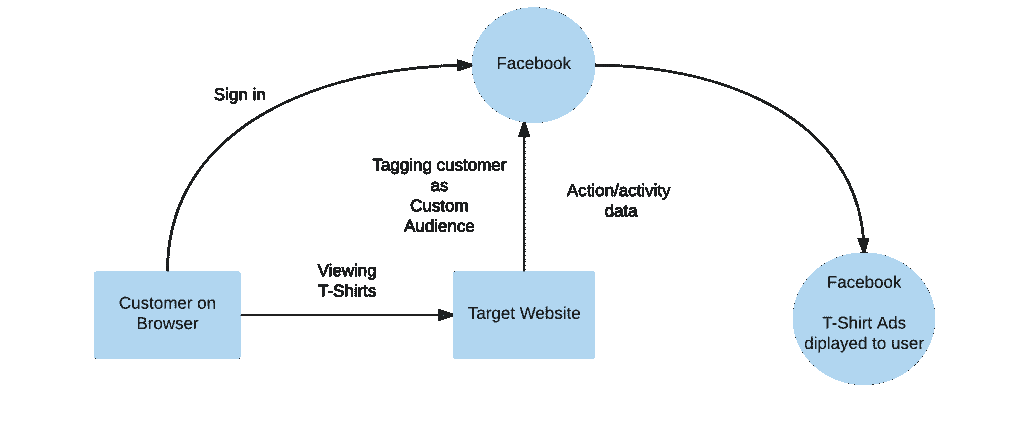 Facebook
Sign in
Tagging customer
as
Custom
Audience
Action/activity
data
Viewing
T-Shirts
Customer on
Browser
Target Website
Facebook
T-Shirt Ads
diplayed to user